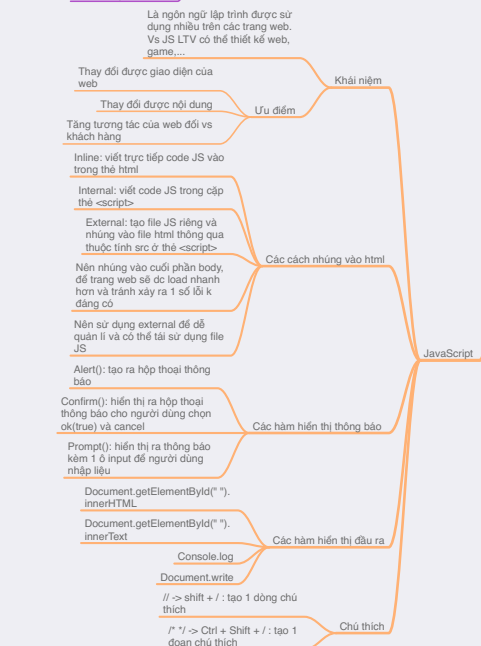 Là ngôn ngữ lập trình được sử
dụng nhiều trên các trang web.
Vs JS LTV có thể thiết kế web,
game,...
Khái niệm
Thay đổi được giao diện của
web
Thay đổi được nội dung
Tăng tương tác của web đối vs
khách hàng
Ưu điểm
Inline: viết trực tiếp code JS vào
trong thẻ html
Internal: viết code JS trong cặp
thẻ <script>
External: tạo file JS riêng và
nhúng vào file html thông qua
thuộc tính src ở thẻ <script>
Nên nhúng vào cuối phần body,
để trang web sẽ dc load nhanh
hơn và tránh xảy ra 1 số lỗi k
đáng có
Nên sử dụng external để dễ
quản lí và có thể tái sử dụng file
JS
Các cách nhúng vào html
JavaScript
Alert(): tạo ra hộp thoại thông
báo
Confirm(): hiển thị ra hộp thoại
thông báo cho người dùng chọn
ok(true) và cancel
Prompt(): hiển thị ra thông báo
kèm 1 ô input để người dùng
nhập liệu
Các hàm hiển thị thông báo
Document.getElementById(" ").
innerHTML
Document.getElementById(" ").
innerText
Console.log
Document.write
Các hàm hiển thị đầu ra
// -> shift + / : tạo 1 dòng chú
thích
/* */ -> Ctrl + Shift + / : tạo 1
đoạn chú thích
Chú thích